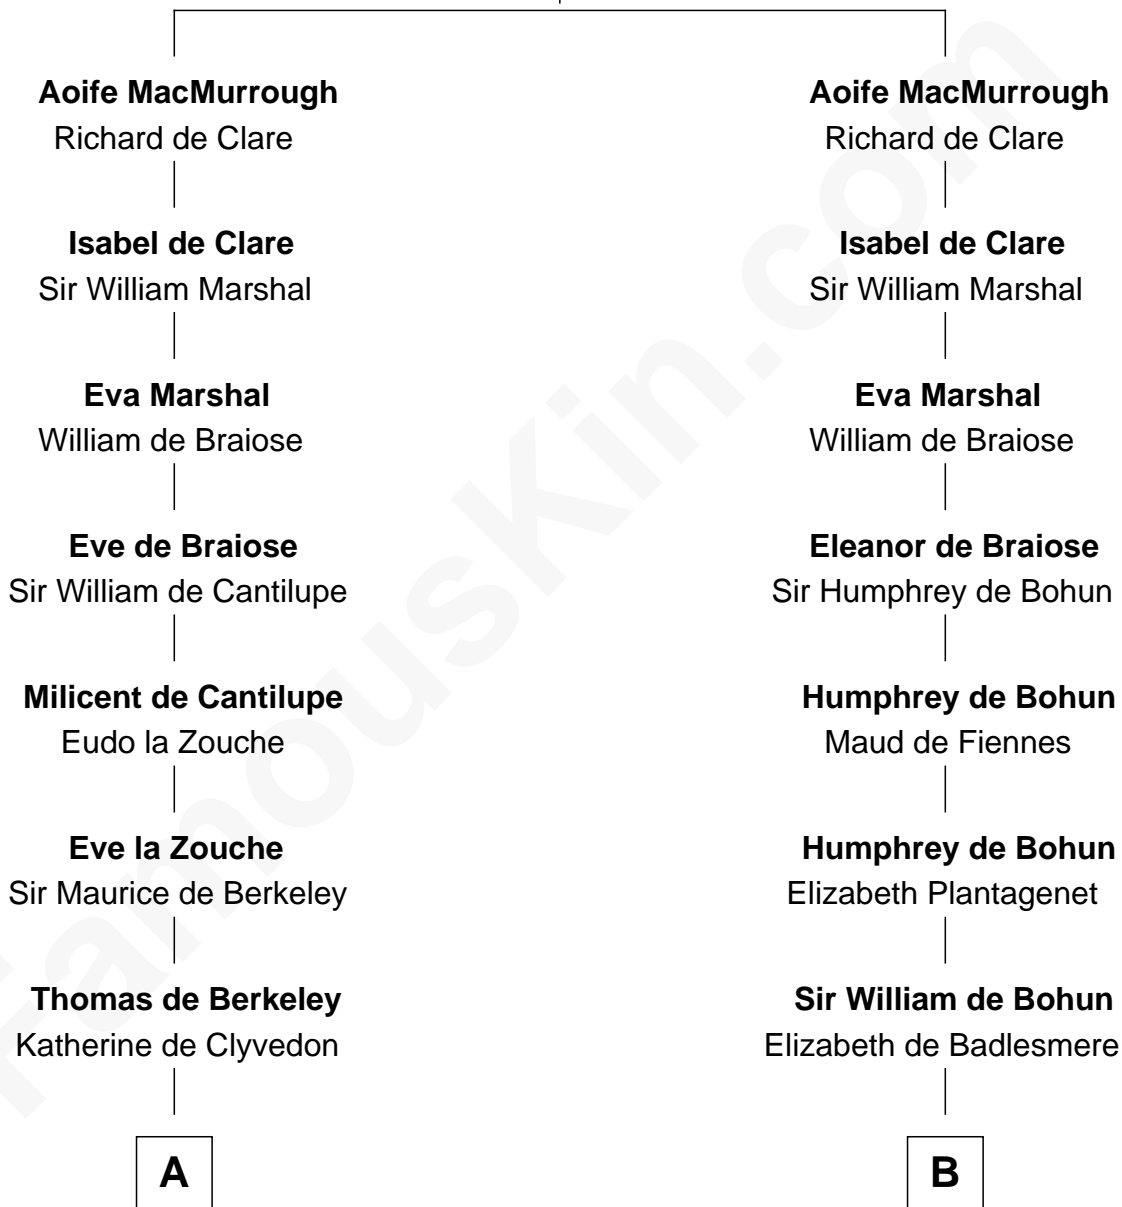 Aoife MacMurrough
Richard de Clare
Isabel de Clare
Sir William Marshal
Eva Marshal
William de Braiose
Eve de Braiose
Sir William de Cantilupe
Milicent de Cantilupe
Eudo la Zouche
Eve la Zouche
Sir Maurice de Berkeley
Thomas de Berkeley
Katherine de Clyvedon
A
Aoife MacMurrough
Richard de Clare
Isabel de Clare
Sir William Marshal
Eva Marshal
William de Braiose
Eleanor de Braiose
Sir Humphrey de Bohun
Humphrey de Bohun
Maud de Fiennes
Humphrey de Bohun
Elizabeth Plantagenet
Sir William de Bohun
Elizabeth de Badlesmere
B
FamousKin.com